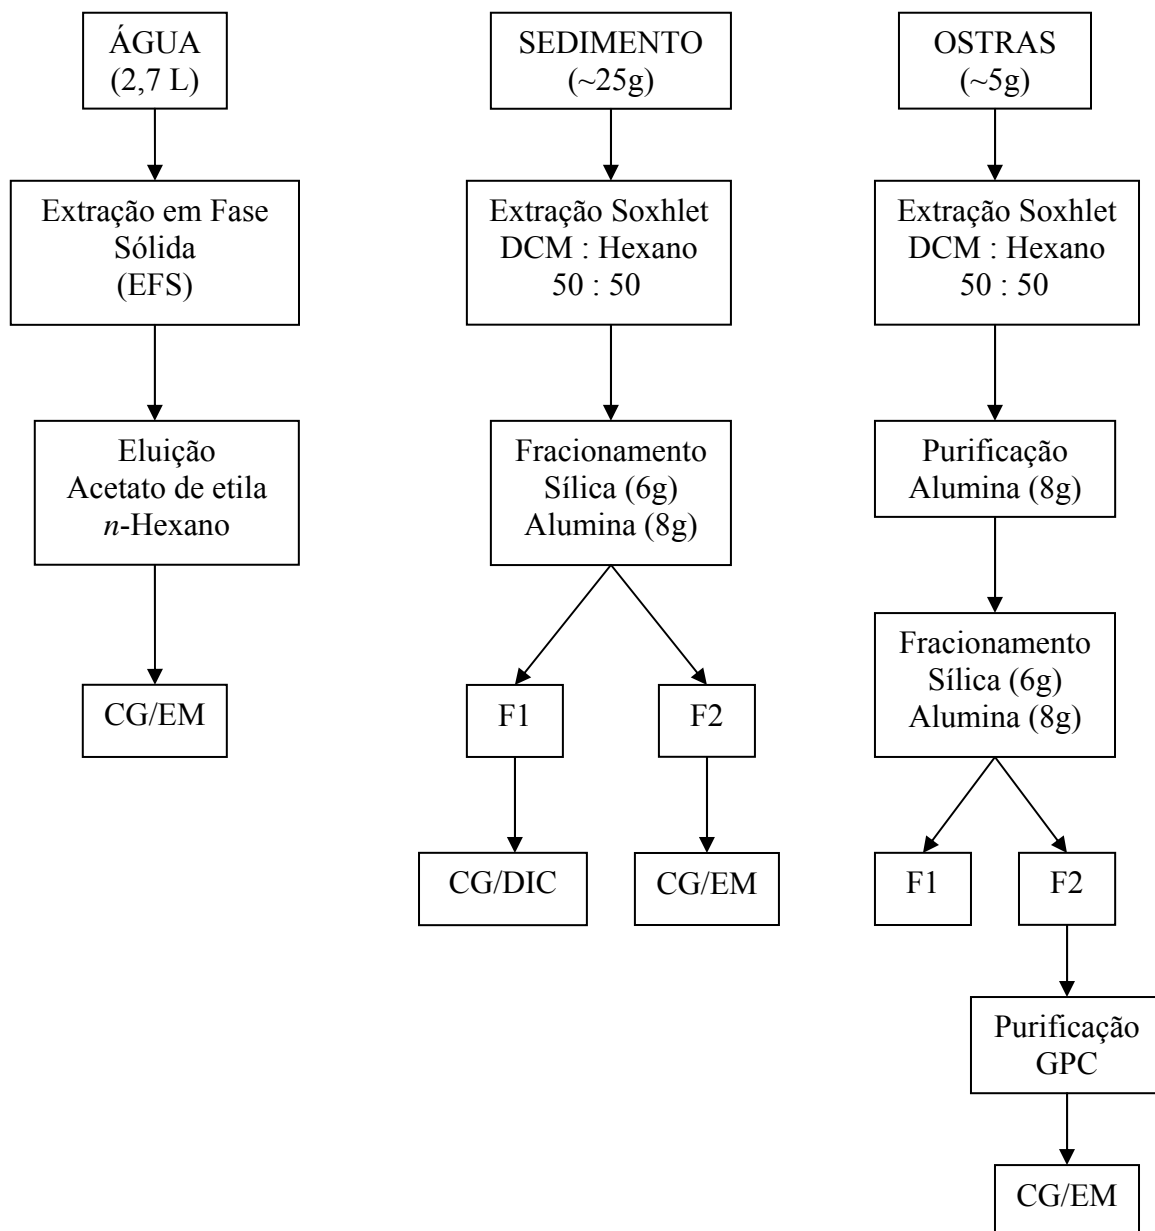 ÁGUA
(2,7 L)
Extração em Fase
Sólida
(EFS)
Eluição
Acetato de etila
n-Hexano
CG/EM
SEDIMENTO
(~25g)
Extração Soxhlet
DCM : Hexano
50 : 50
Fracionamento
Sílica (6g)
Alumina (8g)
F1
F2
CG/DIC
CG/EM
OSTRAS
(~5g)
Extração Soxhlet
DCM : Hexano
50 : 50
Purificação
Alumina (8g)
Fracionamento
Sílica (6g)
Alumina (8g)
F1
F2
Purificação
GPC
CG/EM